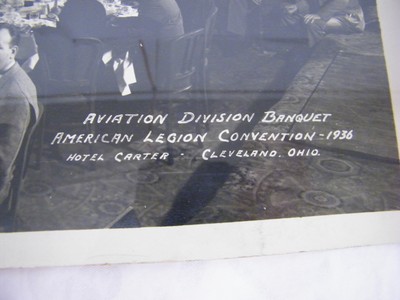 AVIATION DIVISION BANQUET
AMERICAN LEGION CONVENTION - 1936
HOTEL CARTER - CLEVELAND, OHIO.